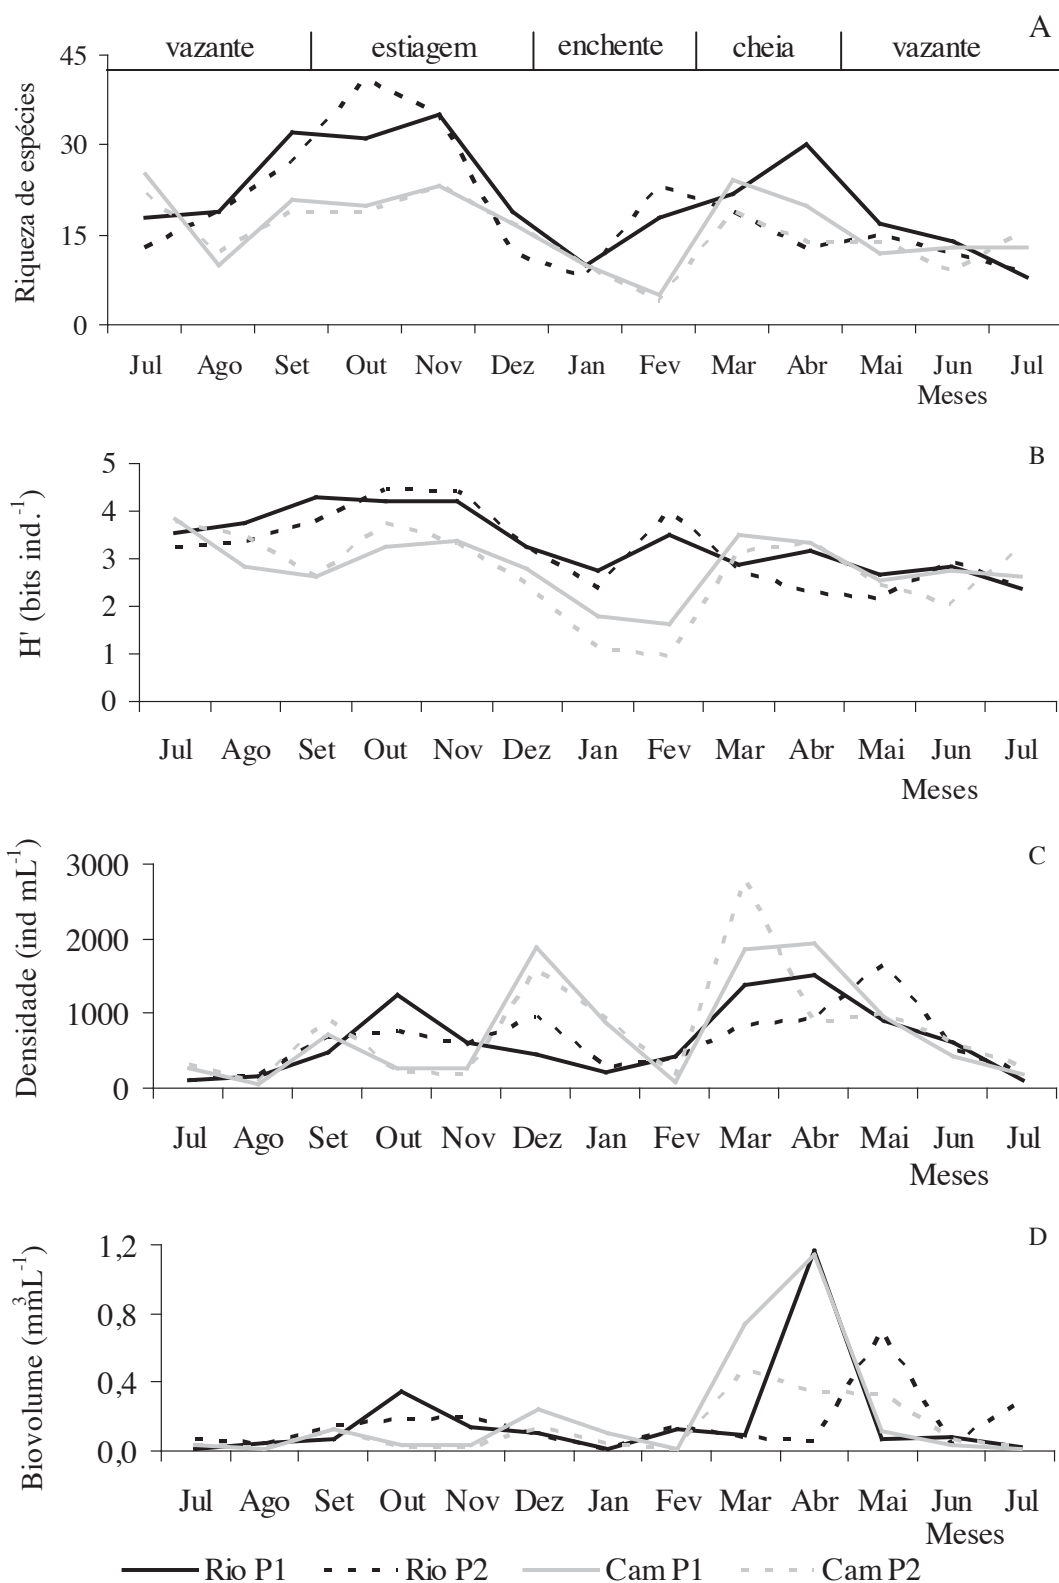 A
vazante estiagem enchente cheia vazante
45
30
15
0
Riqueza de espécies
Jul Ago Set Out Nov Dez Jan Fev Mar Abr Mai Jun Jul
Meses
B
5
4
3
2
1
0
H' (bits ind.-1)
Jul Ago Set Out Nov Dez Jan Fev Mar Abr Mai Jun Jul
Meses
C
3000
2000
1000
0
Densidade (ind mL-1)
Jul Ago Set Out Nov Dez Jan Fev Mar Abr Mai Jun Jul
Meses
D
1,2
0,8
0,4
0,0
Biovolume (mm3L-1)
Jul Ago Set Out Nov Dez Jan Fev Mar Abr Mai Jun Jul
Meses
Rio P1 Rio P2 Cam P1 Cam P2